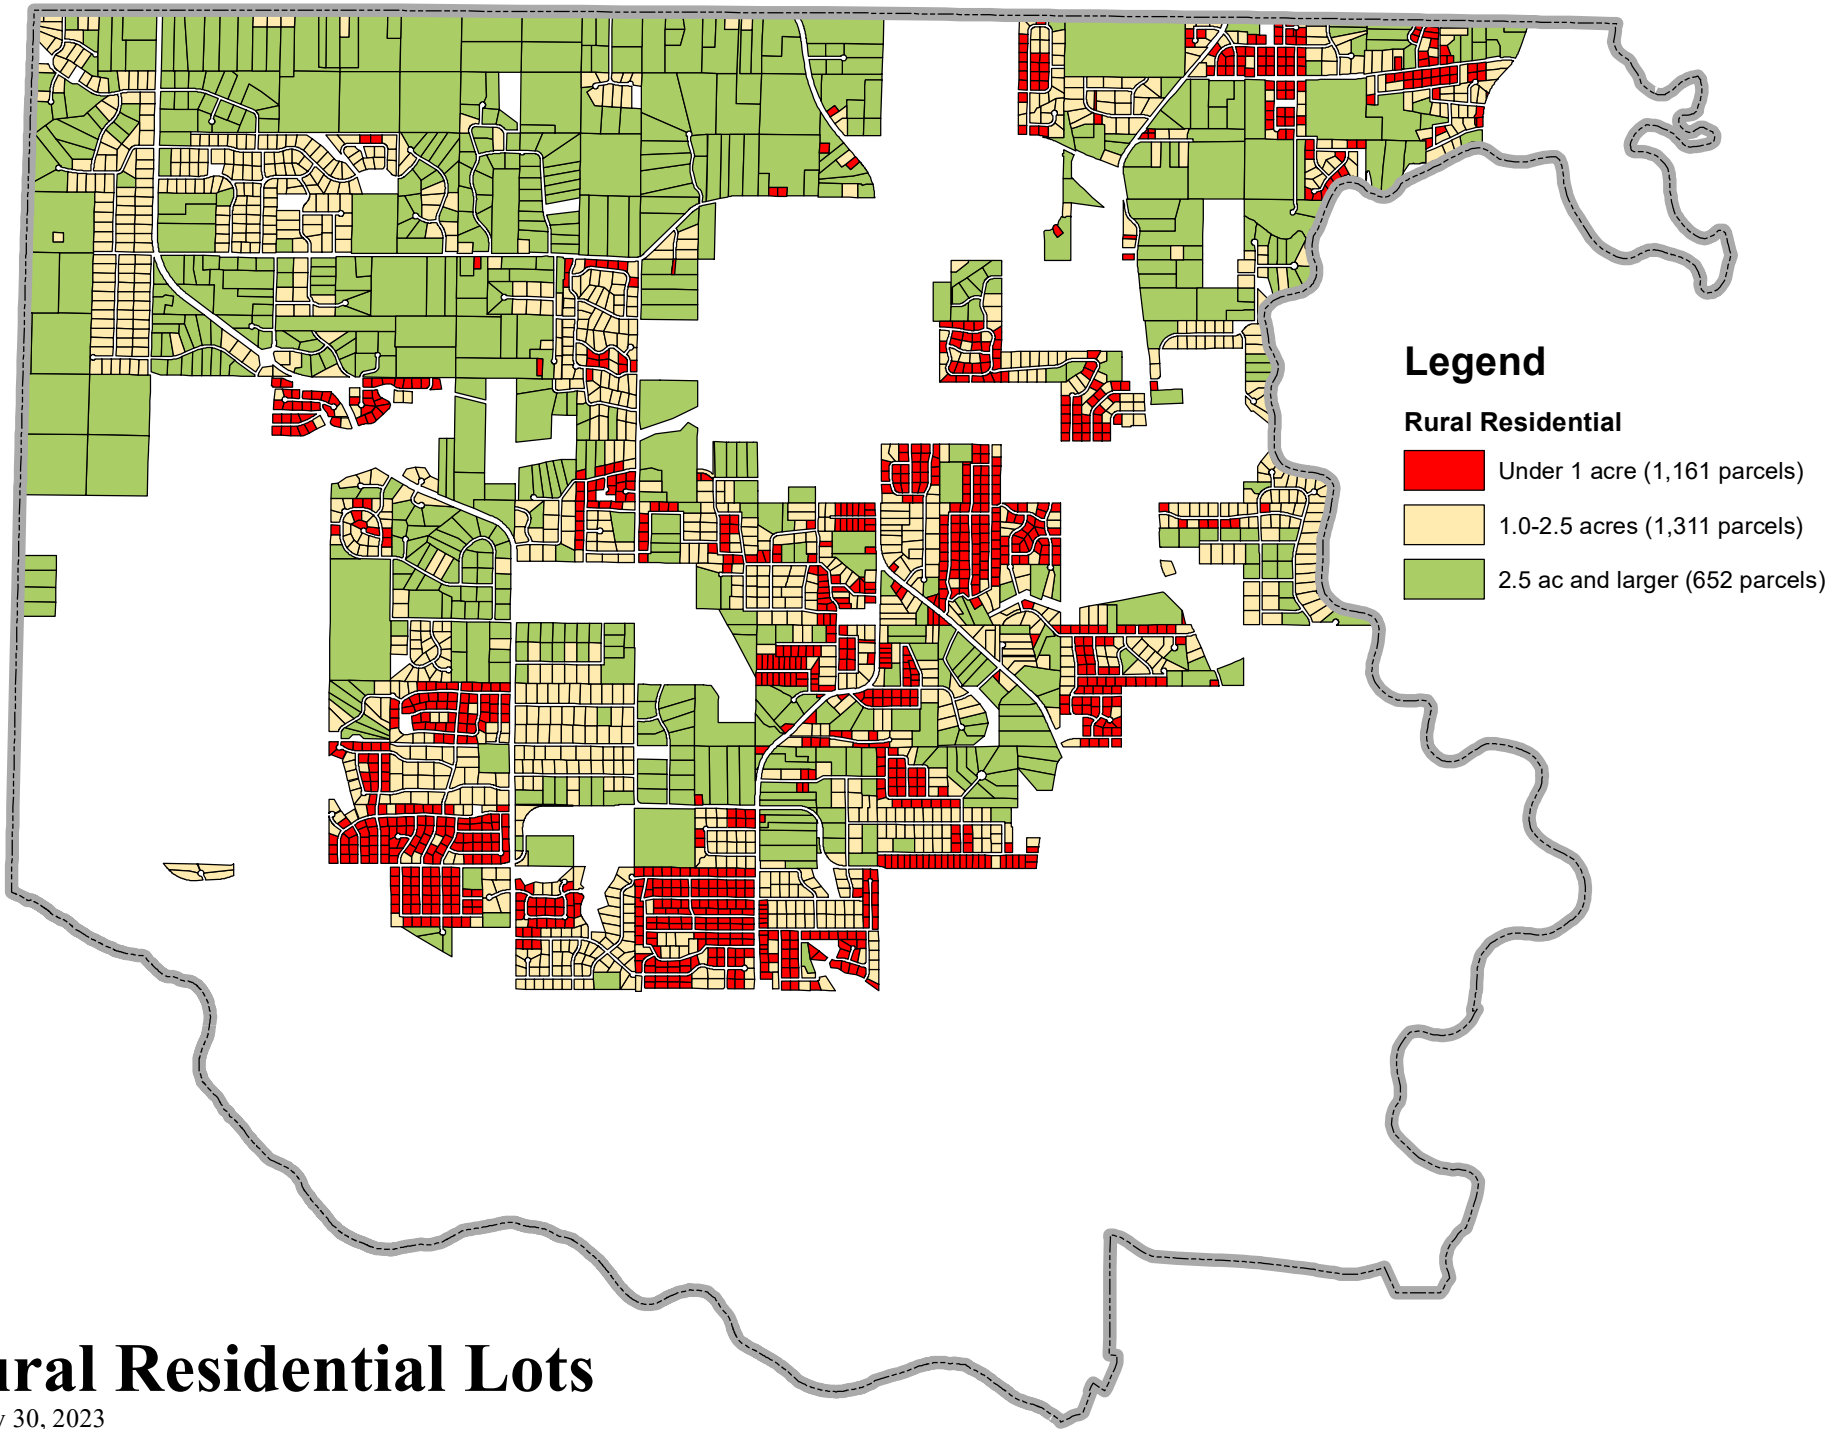 Legend
Rural Residential
Under 1 acre (1,161 parcels)
1.0-2.5 acres (1,311 parcels)
2.5 ac and larger (652 parcels)
ural Residential Lots
y 30, 2023